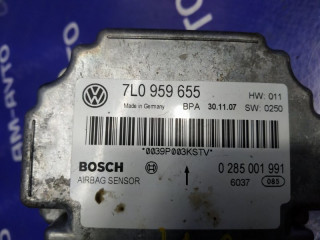 7L0 959 655
HW: 011
Made in Germany
BPA 30.11.07
SW: 0250
*0039P003KSTV*
BOSCH
0 285 001 991
AIRBAG SENSOR
6037
085